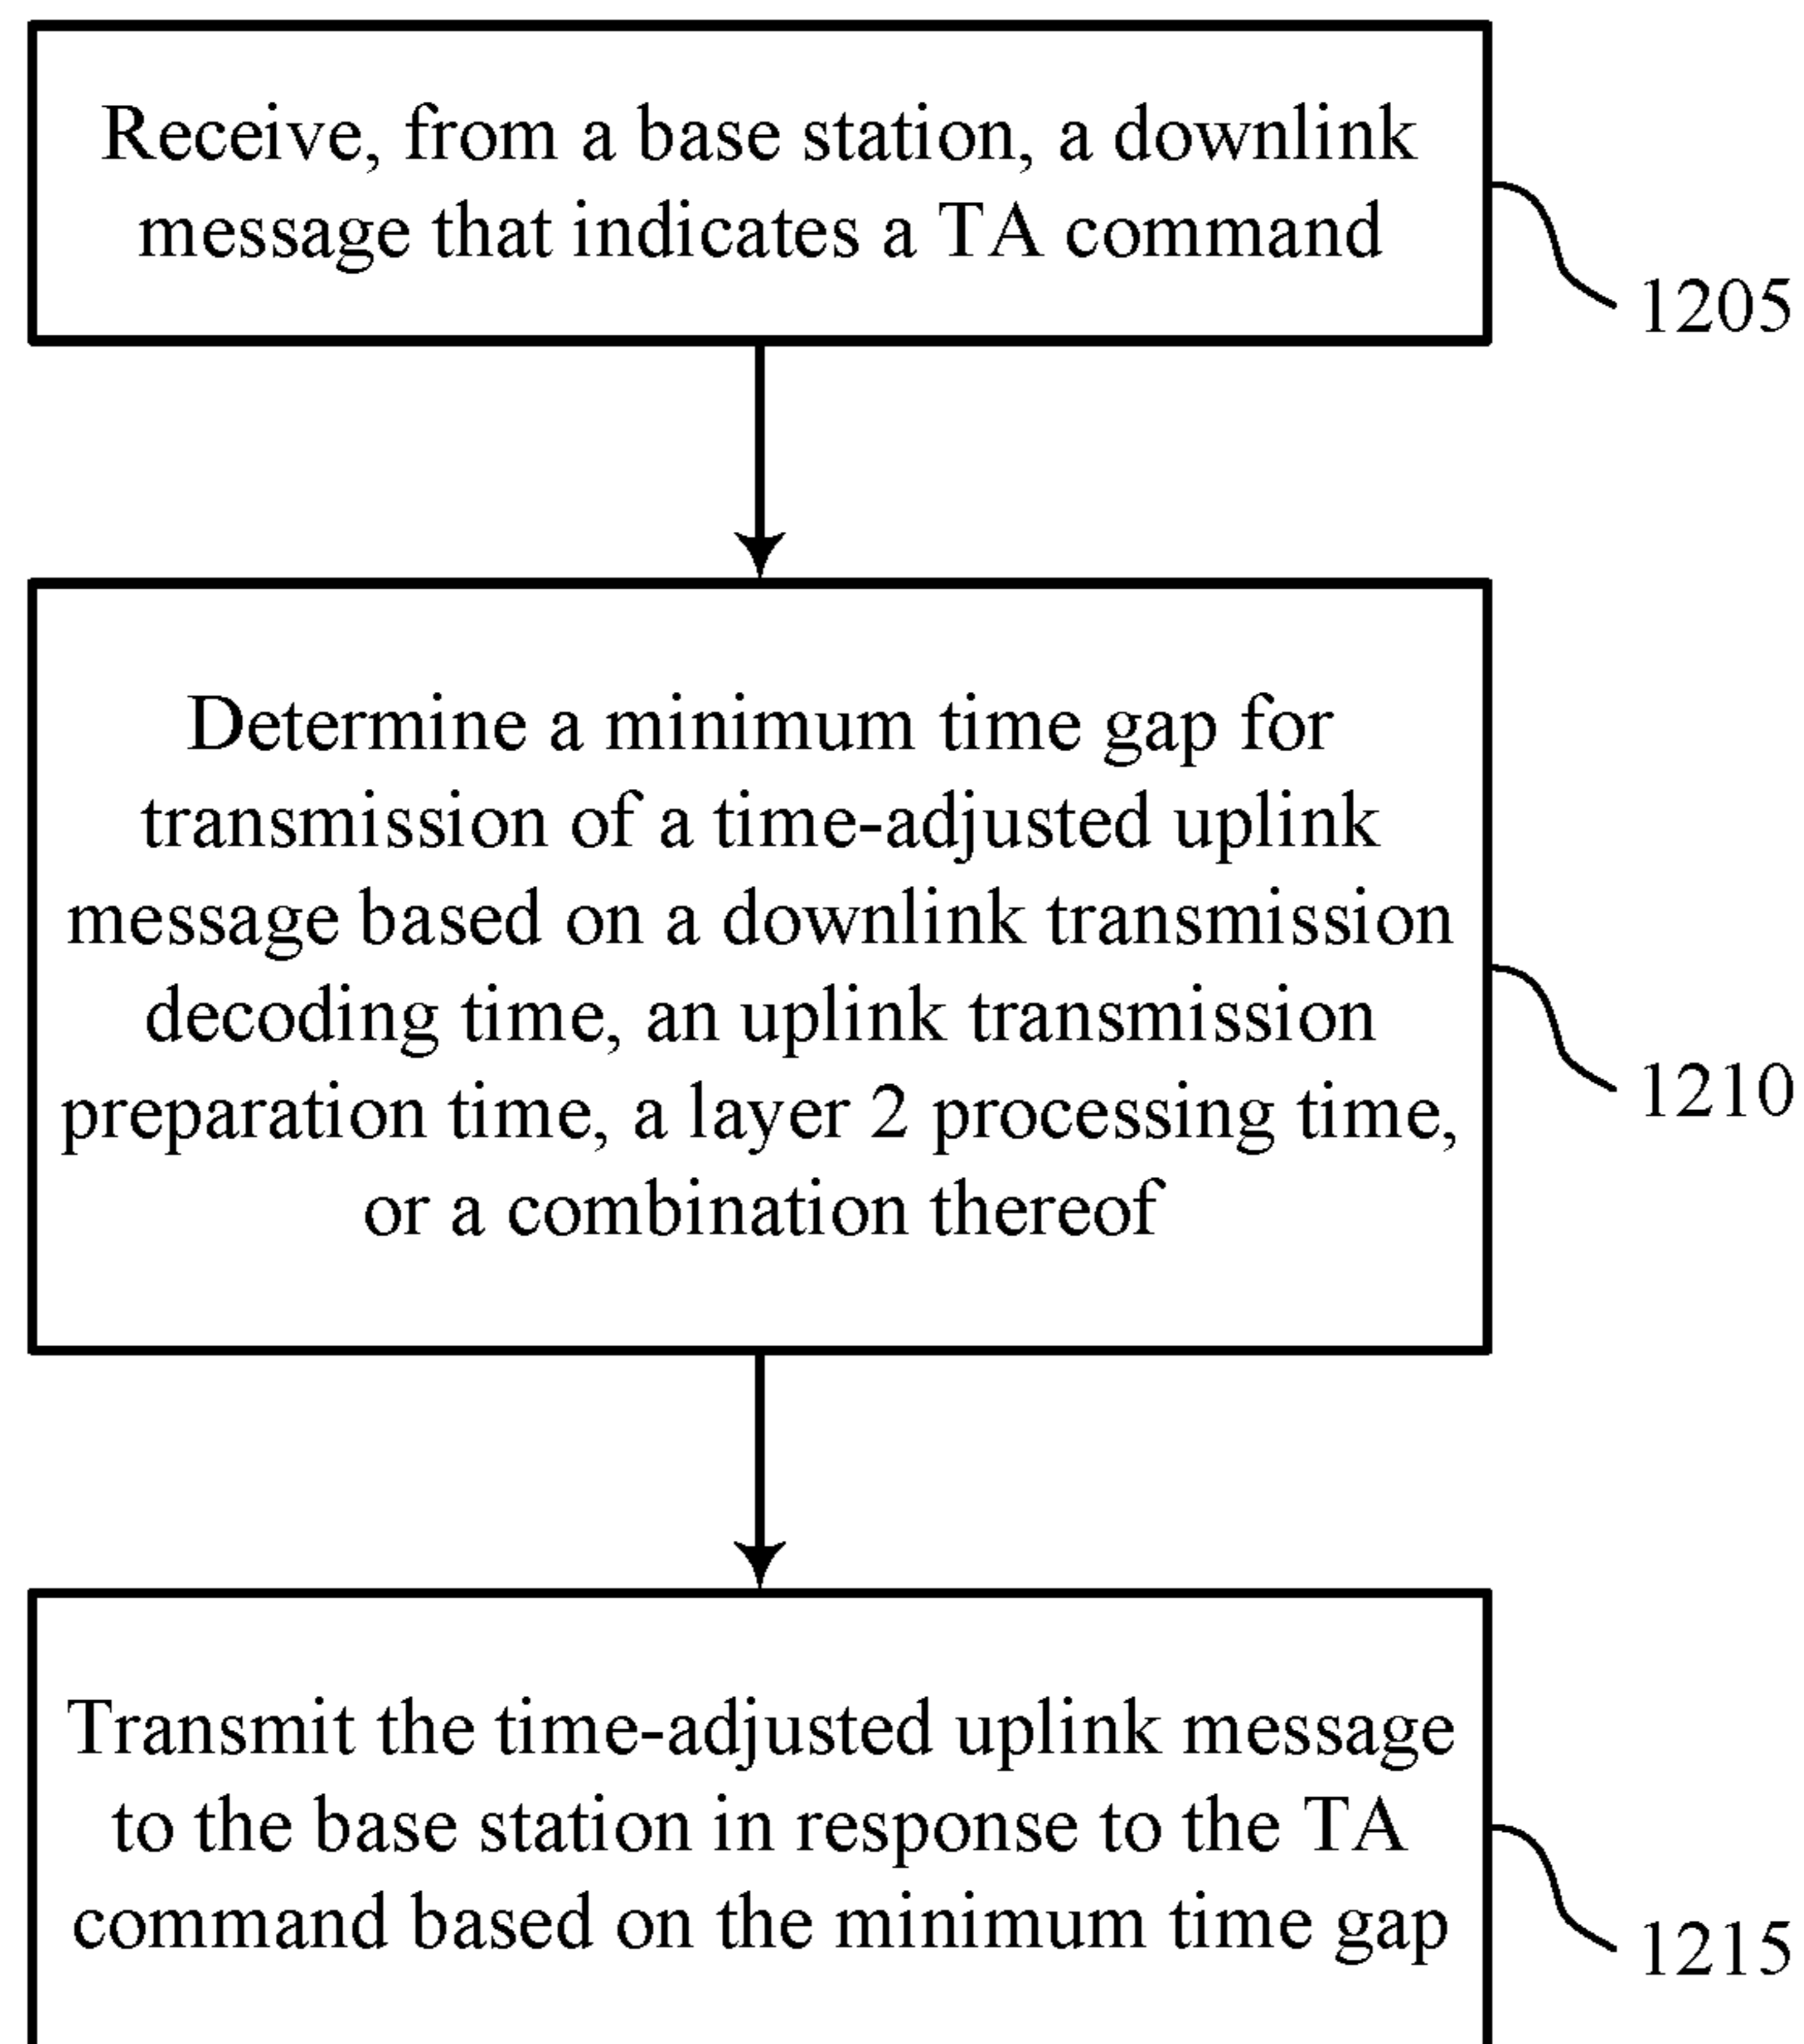 Receive, from a base station, a downlink
message that indicates a TA command
1205
Determine a minimum time gap for
transmission of a time-adjusted uplink
message based on a downlink transmission
decoding time, an uplink transmission
preparation time, a layer 2 processing time,
or a combination thereof
1210
Transmit the time-adjusted uplink message
to the base station in response to the TA
command based on the minimum time gap
1215